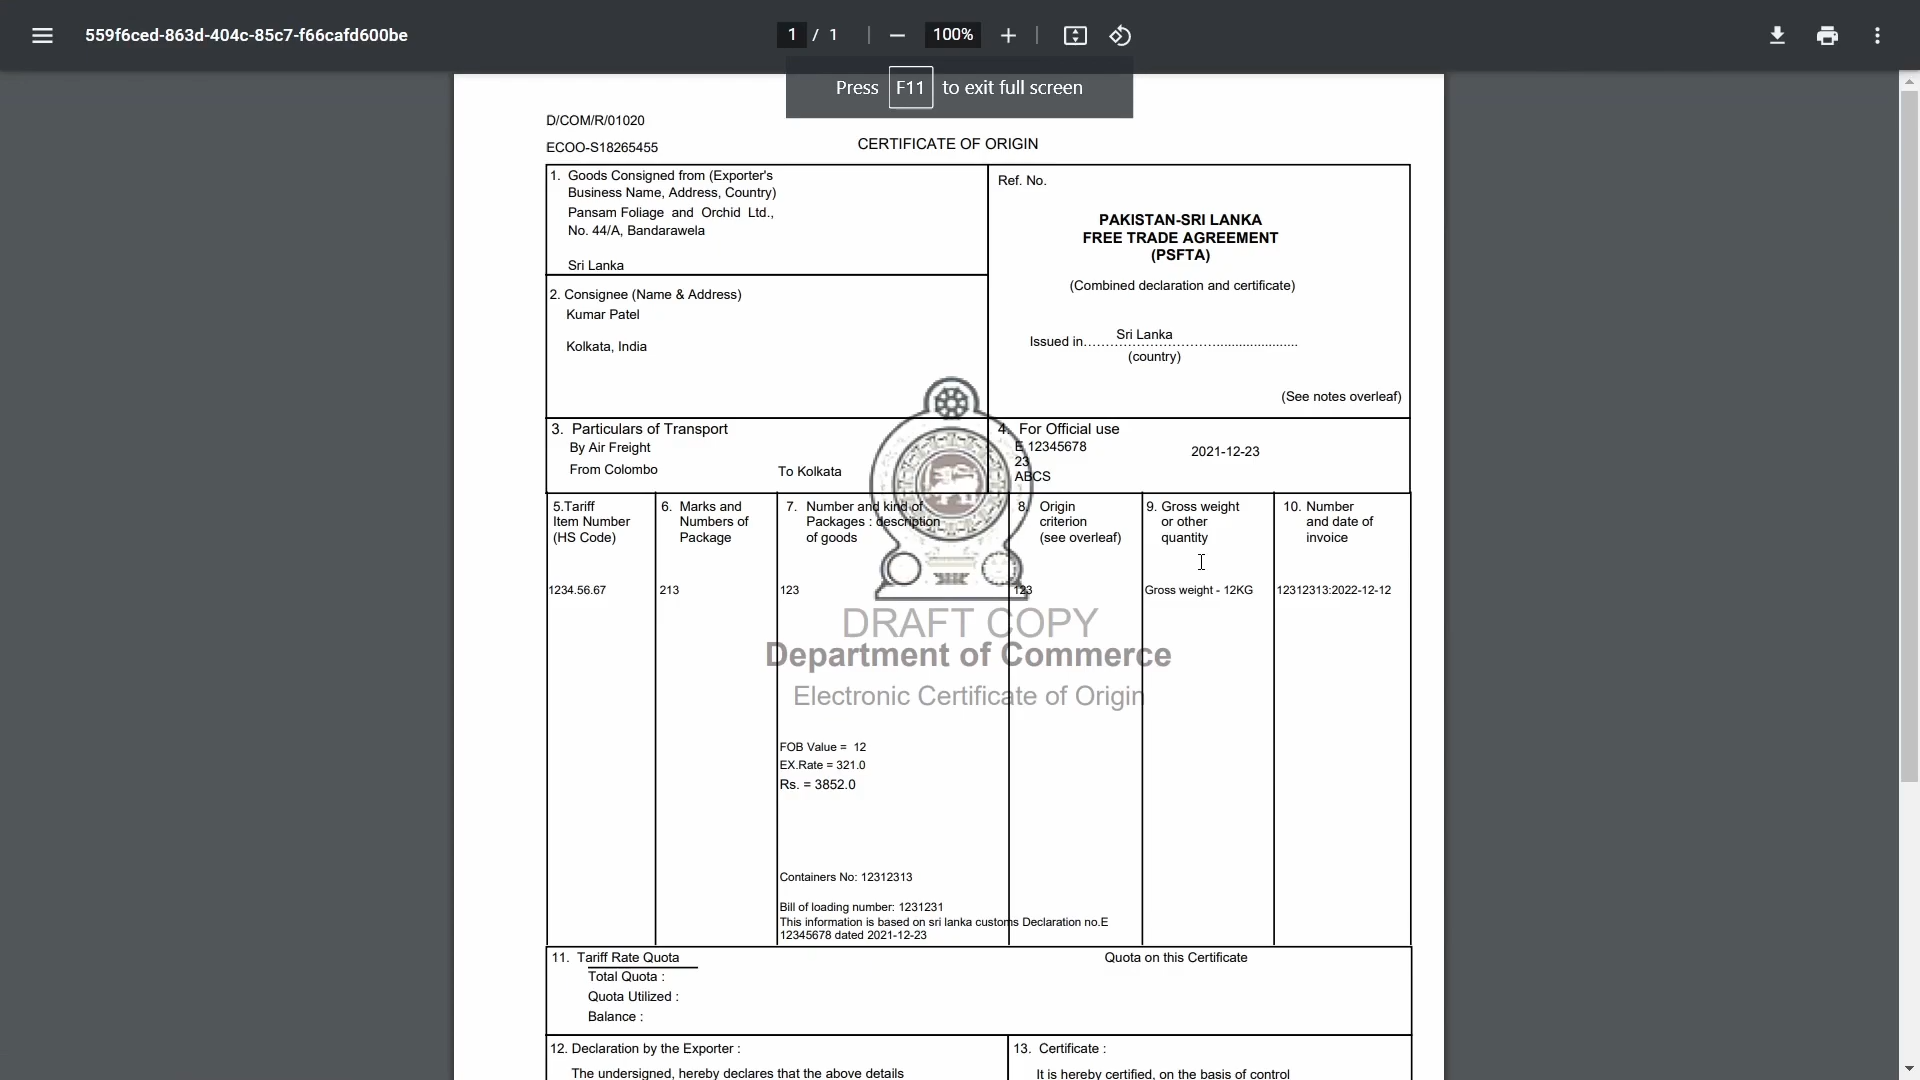 559f6ced-863d-404c-85c7-f66cafd600be
1 / 1
100%
Press F11 to exit full screen
D/COM/R/01020
ECOO-S18265455
CERTIFICATE OF ORIGIN
1. Goods Consigned from (Exporter's
Business Name, Address, Country)
Pansam Foliage and Orchid Ltd.,
No. 44/A, Bandarawela
Sri Lanka
Ref. No.
PAKISTAN-SRI LANKA
FREE TRADE AGREEMENT
(PSFTA)
(Combined declaration and certificate)
Issued in.................................Sri Lanka......................
(country)
(See notes overleaf)
2. Consignee (Name & Address)
Kumar Patel
Kolkata, India
3. Particulars of Transport
By Air Freight
From Colombo
To Kolkata
4. For Official use
E 12345678
2021-12-23
23
ABCS
5.Tariff
Item Number
(HS Code)
6. Marks and
Numbers of
Package
7. Number and kind of
Packages : description
of goods
8. Origin
criterion
(see overleaf)
9. Gross weight
or other
quantity
10. Number
and date of
invoice
1234.56.67
213
123
123
Gross weight - 12KG
12312313:2022-12-12
DRAFT COPY
Department of Commerce
Electronic Certificate of Origin
FOB Value = 12
EX.Rate = 321.0
Rs. = 3852.0
Containers No: 12312313
Bill of loading number: 1231231
This information is based on sri lanka customs Declaration no.E
12345678 dated 2021-12-23
11. Tariff Rate Quota
Quota on this Certificate
Total Quota :
Quota Utilized :
Balance :
12. Declaration by the Exporter :
The undersigned, hereby declares that the above details
13. Certificate :
It is hereby certified, on the basis of control